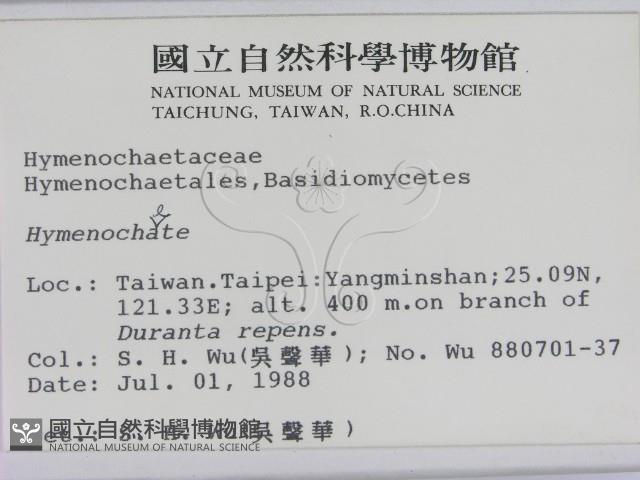 國立自然科學博物館
NATIONAL MUSEUM OF NATURAL SCIENCE
TAICHUNG, TAIWAN, R.O.CHINA
Hymenochaetaceae
Hymenochaetales,Basidiomycetes
e
Hymenochate
Loc.: Taiwan.Taipei:Yangminshan;25.09N,
121.33E; alt. 400 m.on branch of
Duranta repens.
Col.: S. H. Wu(吳聲華); No. Wu 880701-37
Date: Jul. 01, 1988
吳聲華)
國立自然科學博物館
NATIONAL MUSEUM OF NATURAL SCIENCE